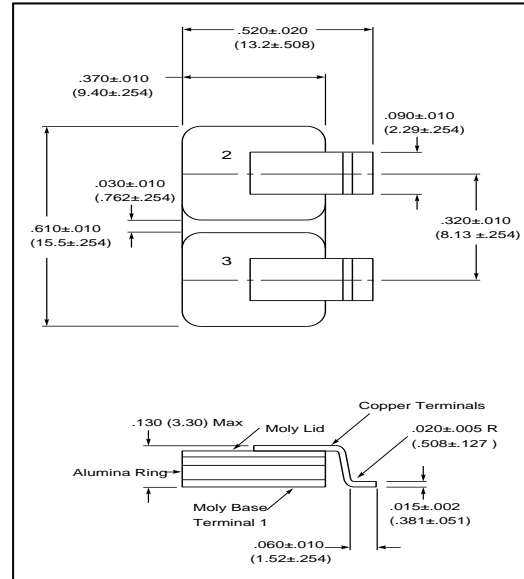 .520±.020
(13.2±.508)
.370±.010
(9.40±.254)
.090±.010
(2.29±.254)
2
.030±.010
(.762±.254)
.320±.010
(8.13 ±.254)
.610±.010
(15.5±.254)
3
Copper Terminals
.130 (3.30) Max
Moly Lid
.020±.005 R
(.508±.127 )
Alumina Ring
Moly Base
Terminal 1
.015±.002
(.381±.051)
.060±.010
(1.52±.254)